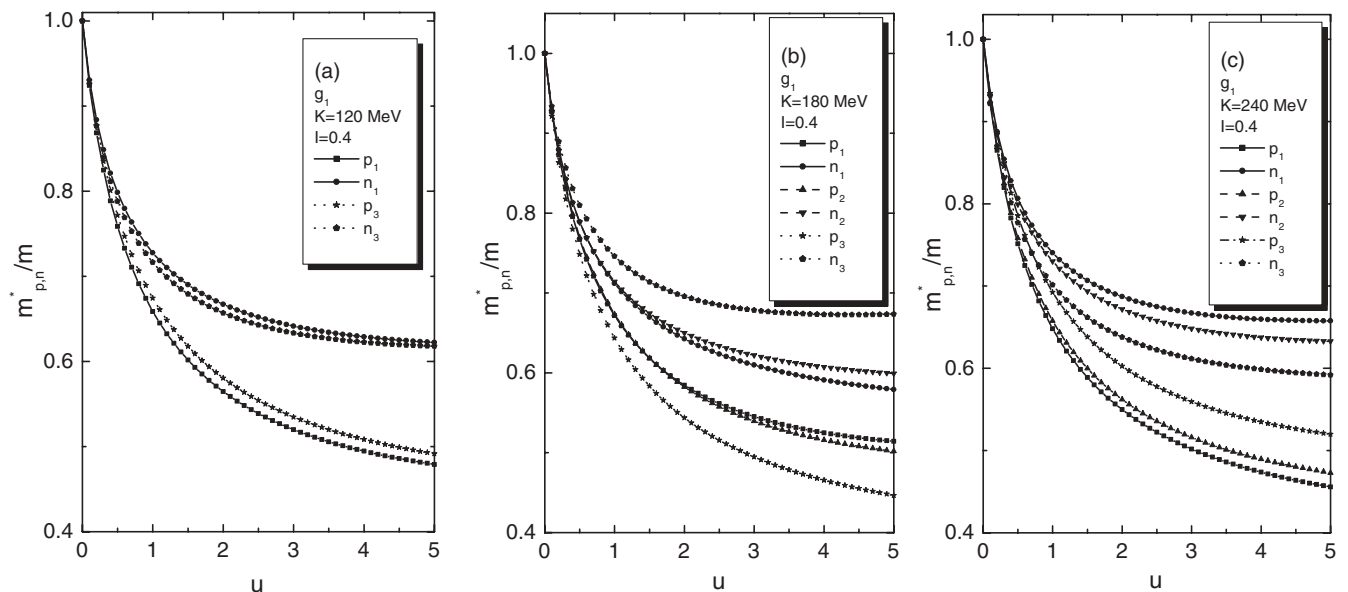 (a)
g1
K=120 MeV
I=0.4
p1
n1
p3
n3
m*p,n/m
1.0
0.8
0.6
0.4
0 1 2 3 4 5
u
(b)
g1
K=180 MeV
I=0.4
p1
n1
p2
n2
p3
n3
m*p,n/m
1.0
0.8
0.6
0.4
0 1 2 3 4 5
u
(c)
g1
K=240 MeV
I=0.4
p1
n1
p2
n2
p3
n3
m*p,n/m
1.0
0.8
0.6
0.4
0 1 2 3 4 5
u